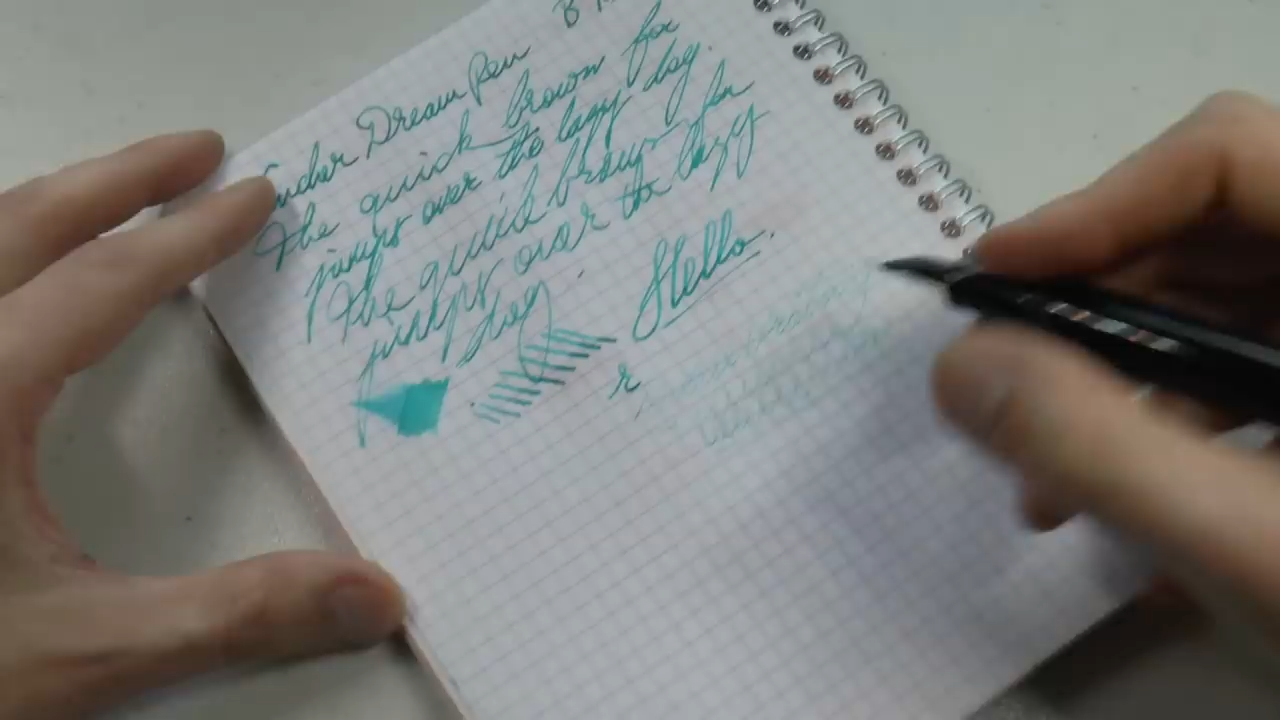 Dream Pen B
The quick brown fox
jumps over the lazy dog.
The quick brown fox
jumps over the lazy
dog.
Hello.
r